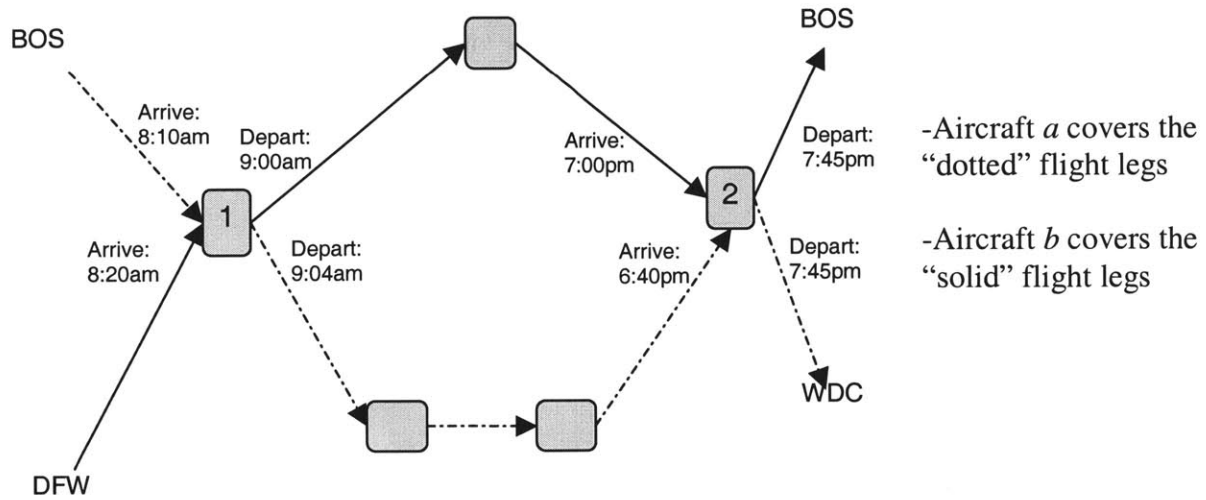 BOS
BOS
Arrive:
8:10am
Depart:
9:00am
Arrive:
7:00pm
Depart:
7:45pm
-Aircraft a covers the
“dotted” flight legs
1
2
Arrive:
8:20am
Depart:
9:04am
Arrive:
6:40pm
Depart:
7:45pm
-Aircraft b covers the
“solid” flight legs
WDC
DFW